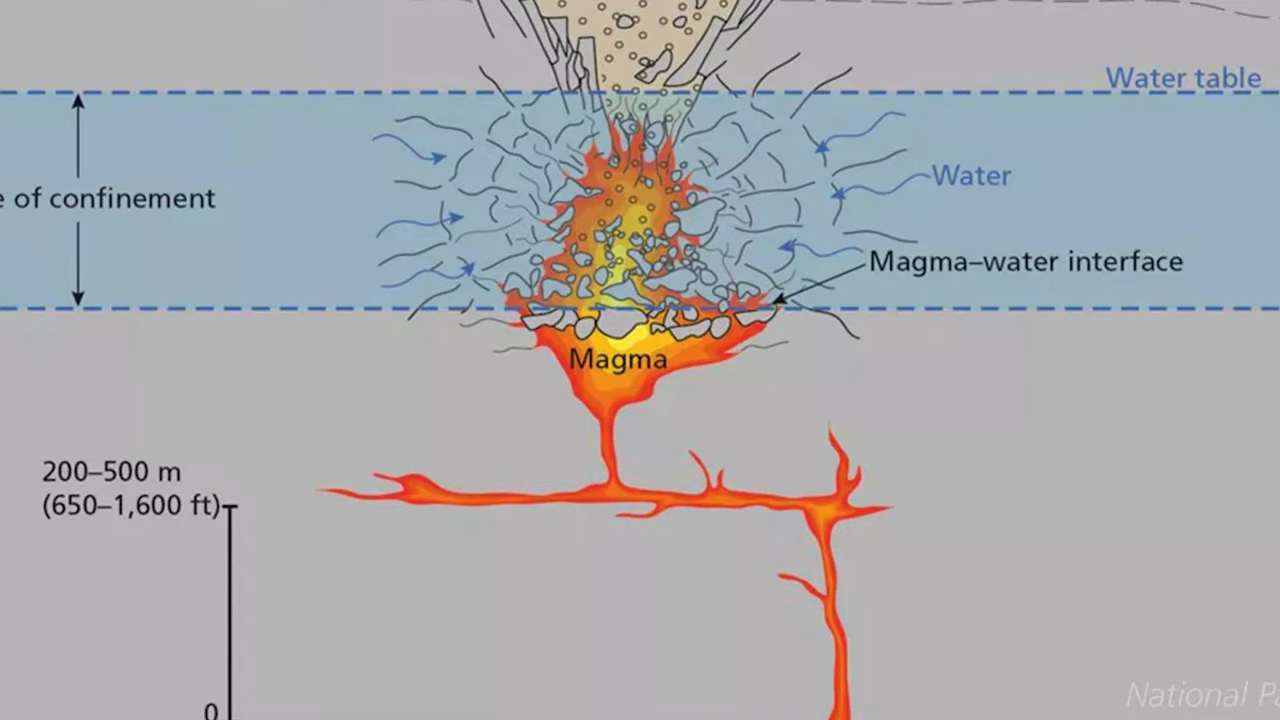 Water table
e of confinement
Water
Magma–water interface
Magma
200–500 m
(650–1,600 ft)
0
National Pa